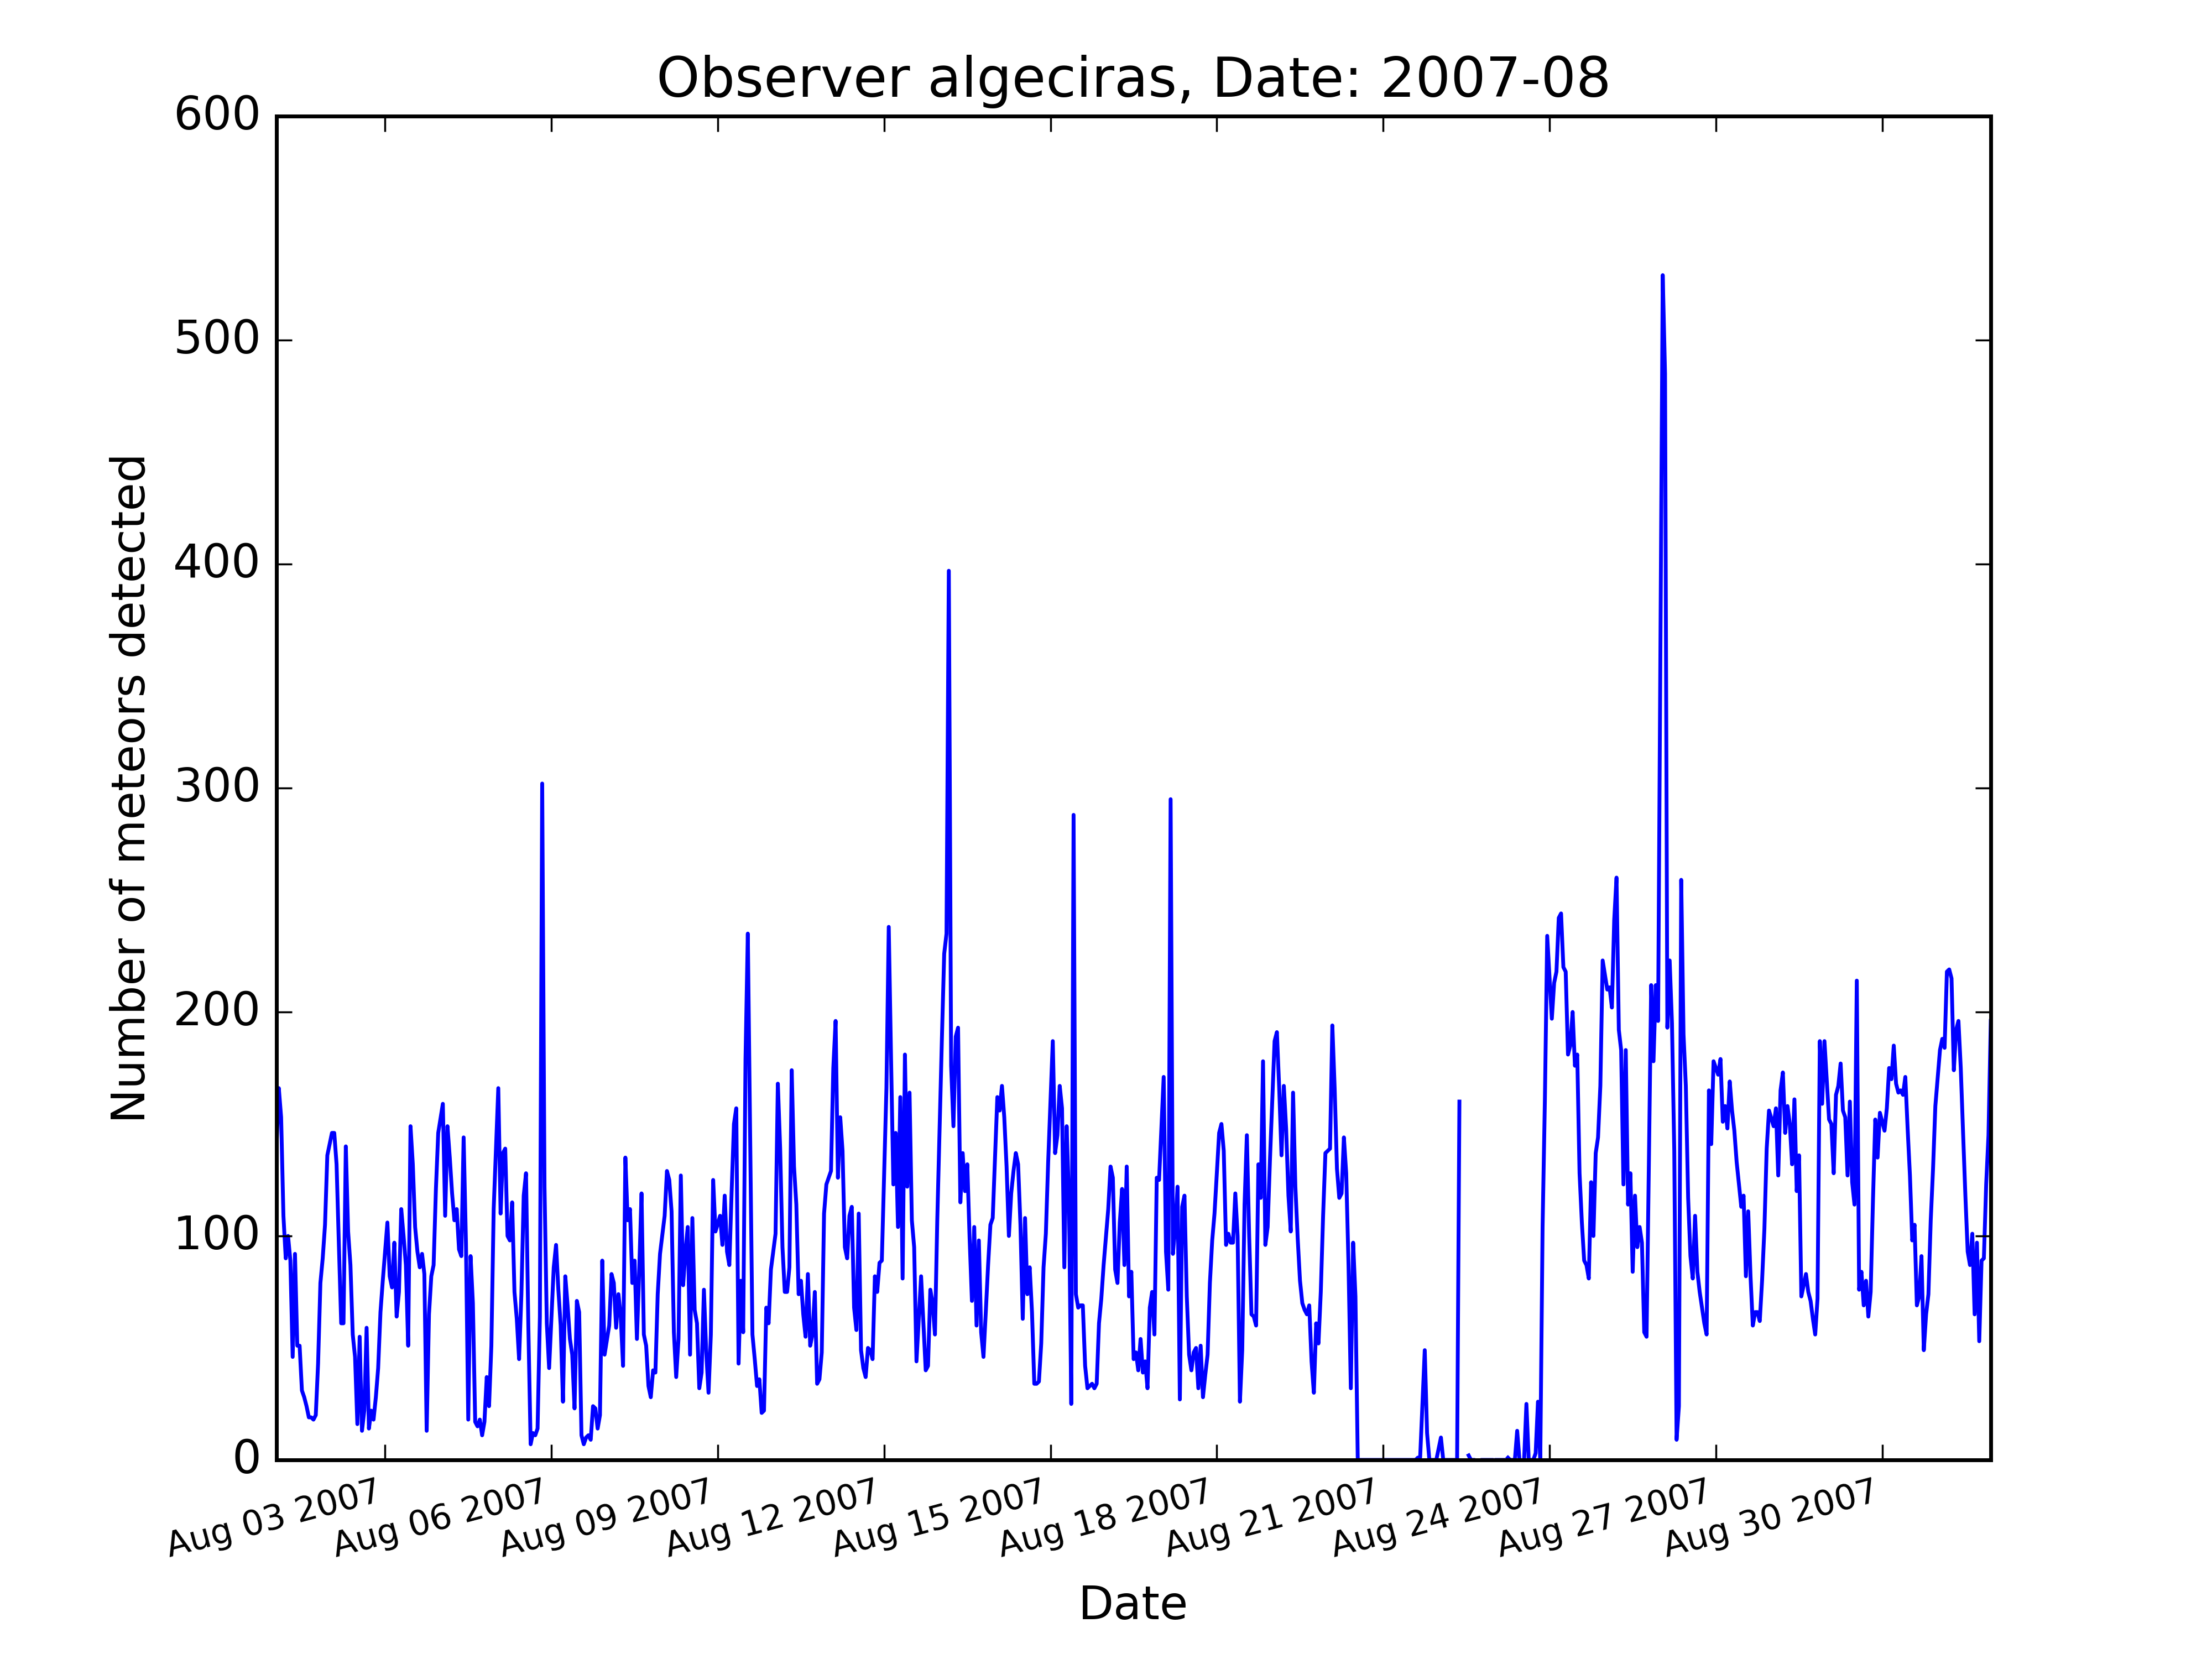 Observer algeciras, Date: 2007-08
600
500
400
300
200
100
0
Number of meteors detected
Aug 03 2007
Aug 06 2007
Aug 09 2007
Aug 12 2007
Aug 15 2007
Aug 18 2007
Aug 21 2007
Aug 24 2007
Aug 27 2007
Aug 30 2007
Date